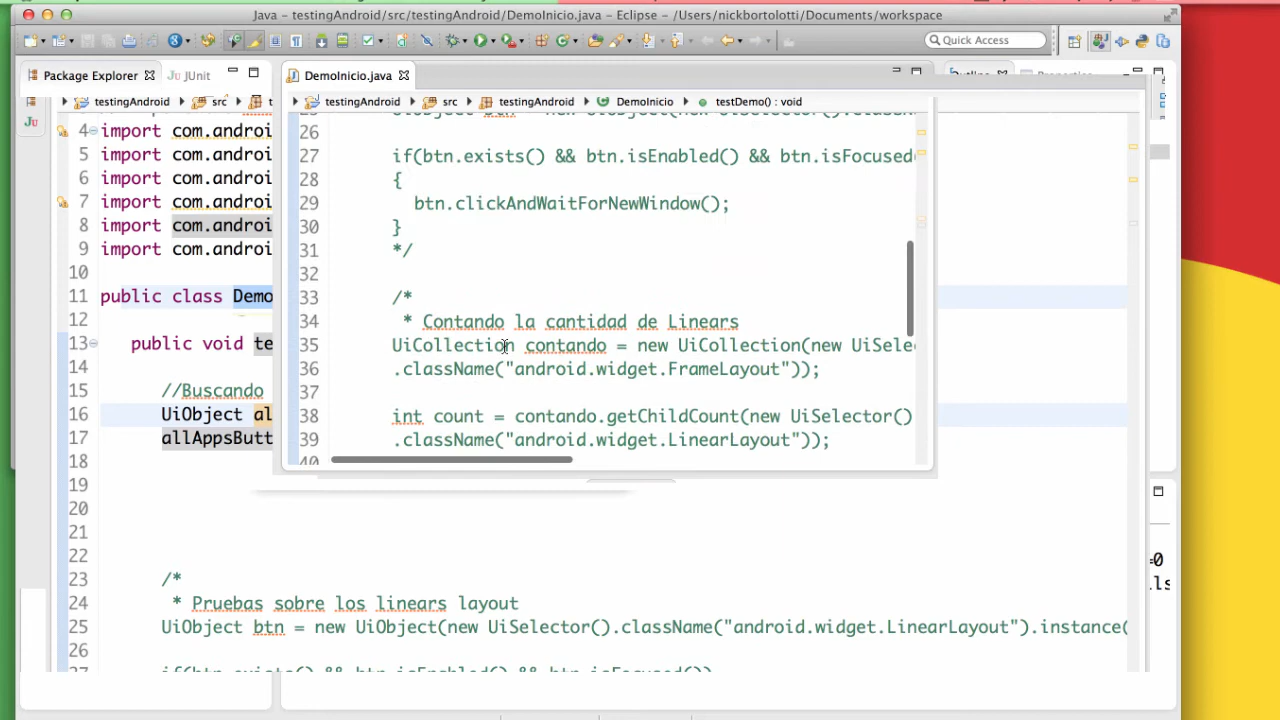 Java - testingAndroid/src/testingAndroid/DemoInicio.java - Eclipse - /Users/nickbortolotti/Documents/workspace
Quick Access
Package Explorer
JUnit
DemoInicio.java
testingAndroid
src
testingAndroid
src
testingAndroid
DemoInicio
testDemo() : void
4 import com.androi
5 import com.androi
6 import com.androi
7 import com.androi
8 import com.androi
9 import com.androi
10
11 public class Demo
13 public void te
15 //Buscando
16 UiObject al
17 allAppsButt
18
19
20
21
22
23 /*
24 * Pruebas sobre los linears layout
25 UiObject btn = new UiObject(new UiSelector().className("android.widget.LinearLayout").instance(
26
26
27 if(btn.exists() && btn.isEnabled() && btn.isFocused(
28 {
29 btn.clickAndWaitForNewWindow();
30 }
31 */
32
33 /*
34 * Contando la cantidad de Linears
35 UiCollection contando = new UiCollection(new UiSele
36 .className("android.widget.FrameLayout"));
37
38 int count = contando.getChildCount(new UiSelector()
39 .className("android.widget.LinearLayout"));
40